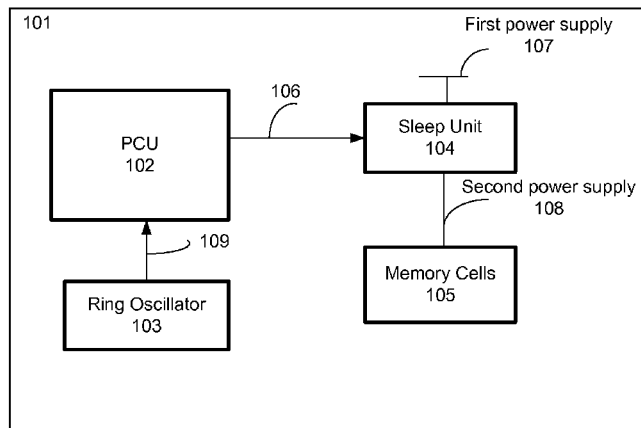 101
First power supply
107
106
PCU
102
Sleep Unit
104
Second power supply
108
109
Memory Cells
105
Ring Oscillator
103